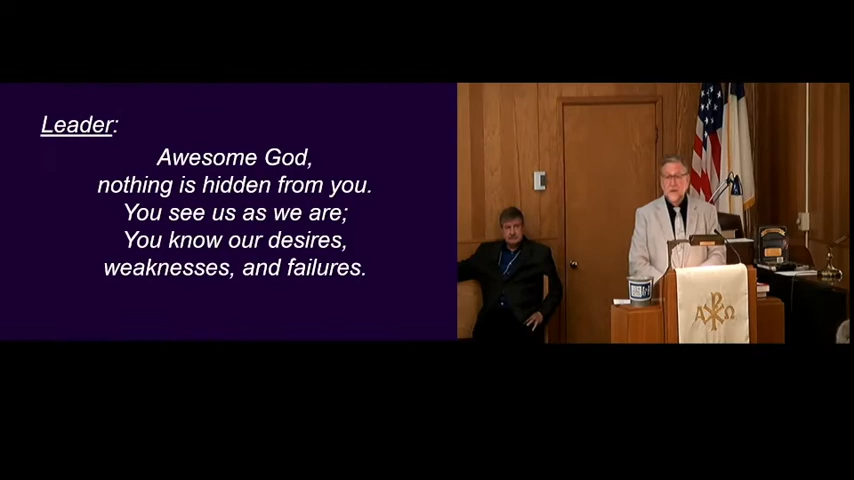 Leader:
Awesome God,
nothing is hidden from you.
You see us as we are;
You know our desires,
weaknesses, and failures.
Α☧Ω